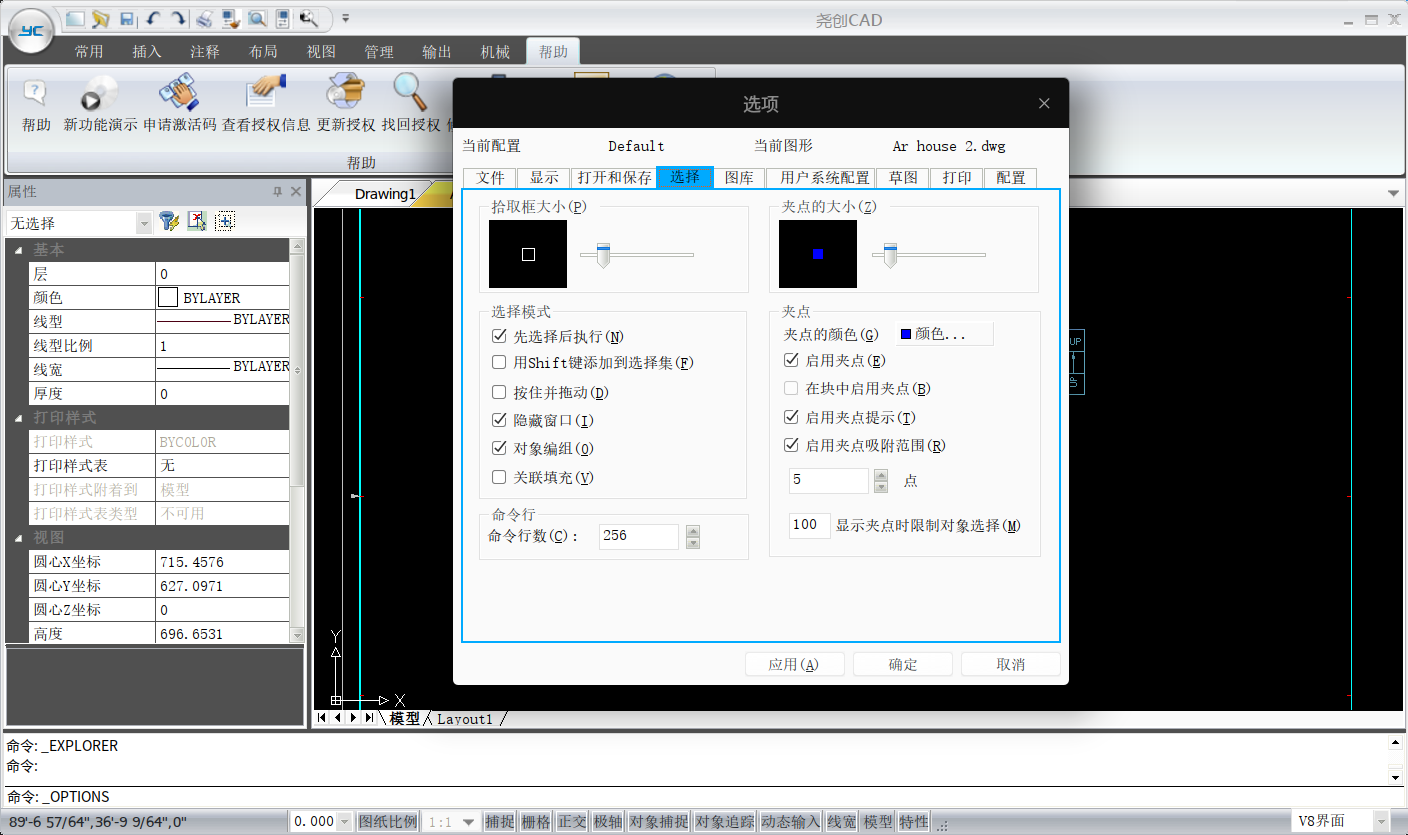 YC
尧创CAD
常用 插入 注释 布局 视图 管理 输出 机械 帮助
帮助 新功能演示 申请激活码 查看授权信息 更新授权 找回授权
帮助
属性
无选择
基本
层 0
颜色 BYLAYER
线型 BYLAYER
线型比例 1
线宽 BYLAYER
厚度 0
打印样式
打印样式 BYCOLOR
打印样式表 无
打印样式附着到 模型
打印样式表类型 不可用
视图
圆心X坐标 715.4576
圆心Y坐标 627.0971
圆心Z坐标 0
高度 696.6531
Drawing1
选项
当前配置 Default 当前图形 Ar house 2.dwg
文件 显示 打开和保存 选择 图库 用户系统配置 草图 打印 配置
拾取框大小(P)
选择模式
先选择后执行(N)
用Shift键添加到选择集(F)
按住并拖动(D)
隐藏窗口(I)
对象编组(O)
关联填充(V)
命令行
命令行数(C): 256
夹点的大小(Z)
夹点
夹点的颜色(G) 颜色...
启用夹点(E)
在块中启用夹点(B)
启用夹点提示(T)
启用夹点吸附范围(R)
5 点
100 显示夹点时限制对象选择(M)
应用(A) 确定 取消
UP
UP
Y
X
模型 Layout1
命令: _EXPLORER
命令:
命令: _OPTIONS
89'-6 57/64",36'-9 9/64",0" 0.000 图纸比例 1:1 捕捉 栅格 正交 极轴 对象捕捉 对象追踪 动态输入 线宽 模型 特性 V8界面